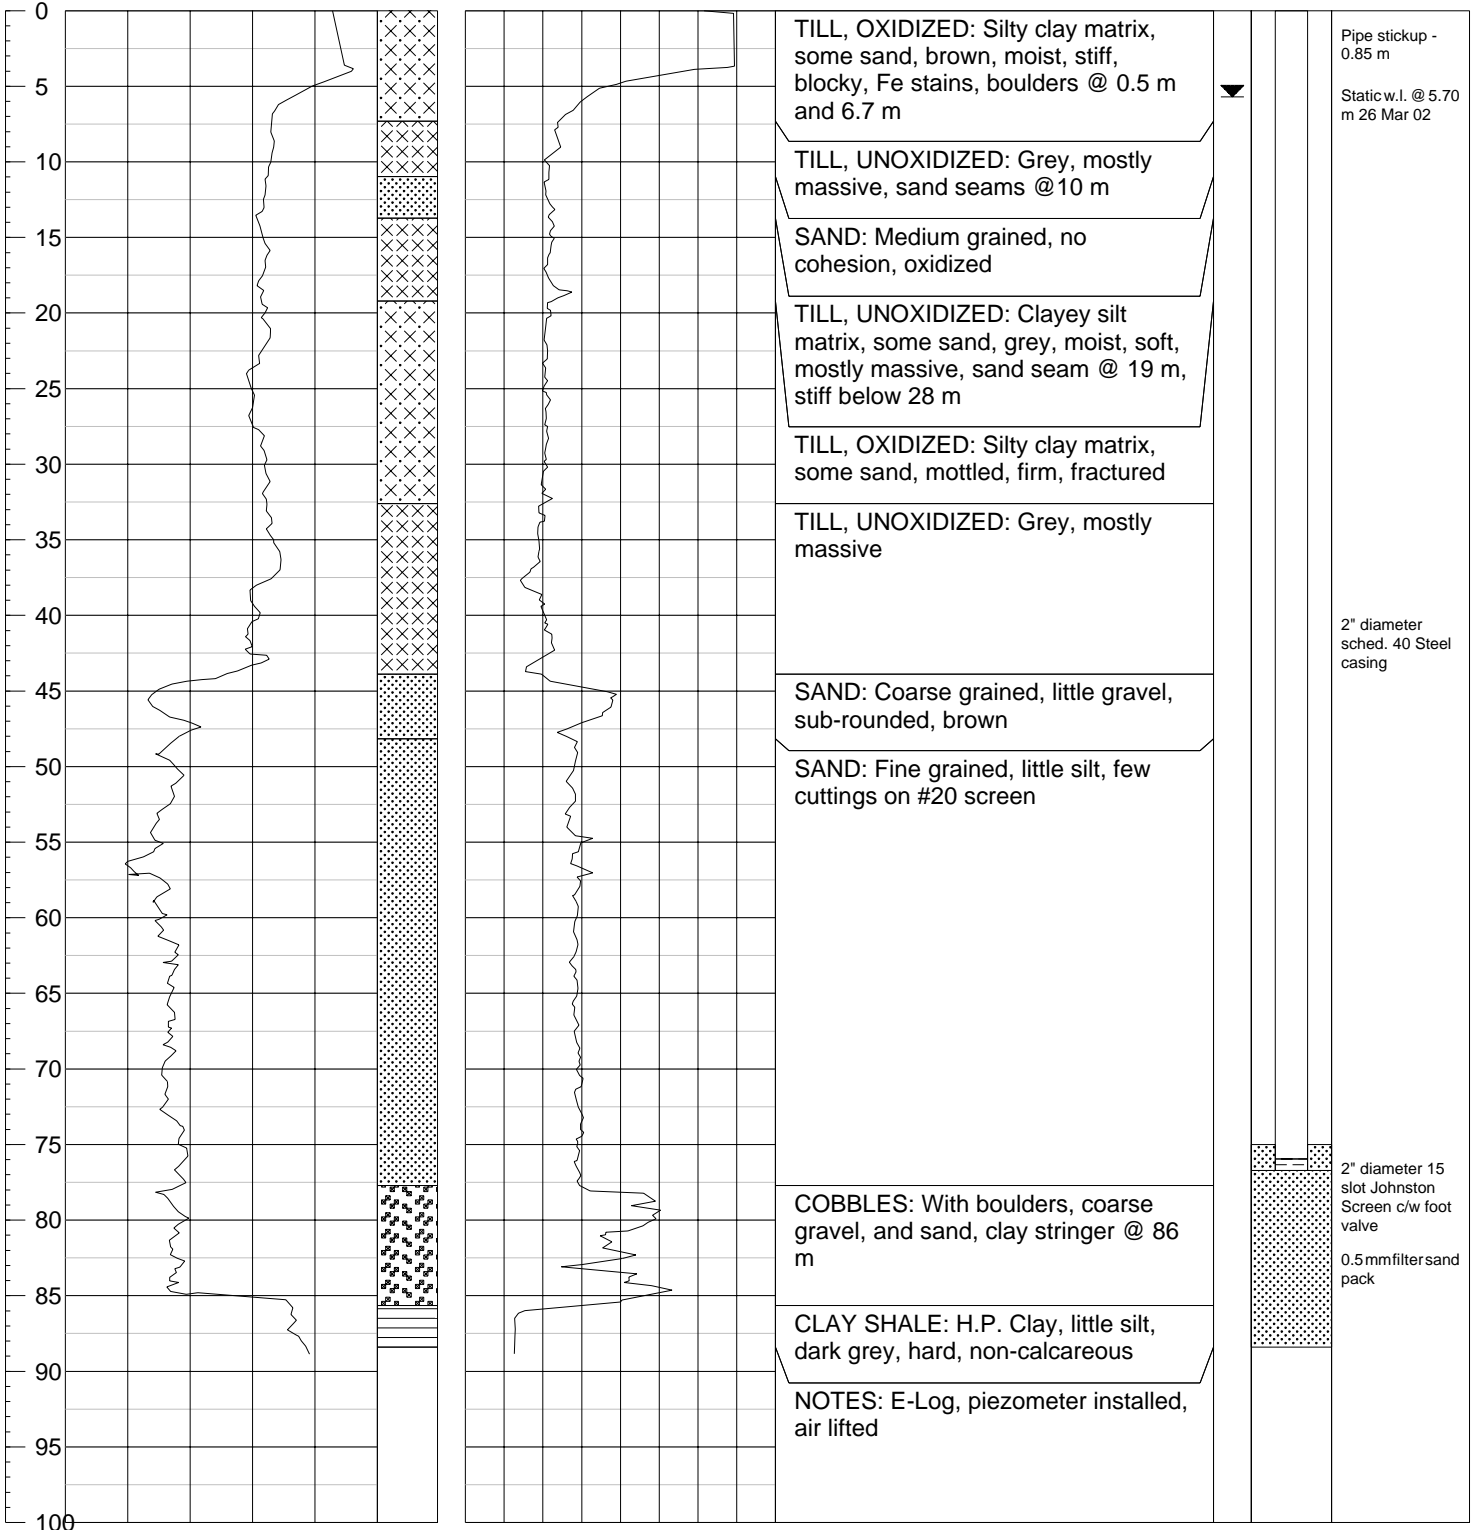 0
5
10
15
20
25
30
35
40
45
50
55
60
65
70
75
80
85
90
95
100
TILL, OXIDIZED: Silty clay matrix,
some sand, brown, moist, stiff,
blocky, Fe stains, boulders @ 0.5 m
and 6.7 m
TILL, UNOXIDIZED: Grey, mostly
massive, sand seams @10 m
SAND: Medium grained, no
cohesion, oxidized
TILL, UNOXIDIZED: Clayey silt
matrix, some sand, grey, moist, soft,
mostly massive, sand seam @ 19 m,
stiff below 28 m
TILL, OXIDIZED: Silty clay matrix,
some sand, mottled, firm, fractured
TILL, UNOXIDIZED: Grey, mostly
massive
SAND: Coarse grained, little gravel,
sub-rounded, brown
SAND: Fine grained, little silt, few
cuttings on #20 screen
COBBLES: With boulders, coarse
gravel, and sand, clay stringer @ 86
m
CLAY SHALE: H.P. Clay, little silt,
dark grey, hard, non-calcareous
NOTES: E-Log, piezometer installed,
air lifted
Pipe stickup -
0.85 m
Static w.l. @ 5.70
m 26 Mar 02
2" diameter
sched. 40 Steel
casing
2" diameter 15
slot Johnston
Screen c/w foot
valve
0.5 mm filter sand
pack